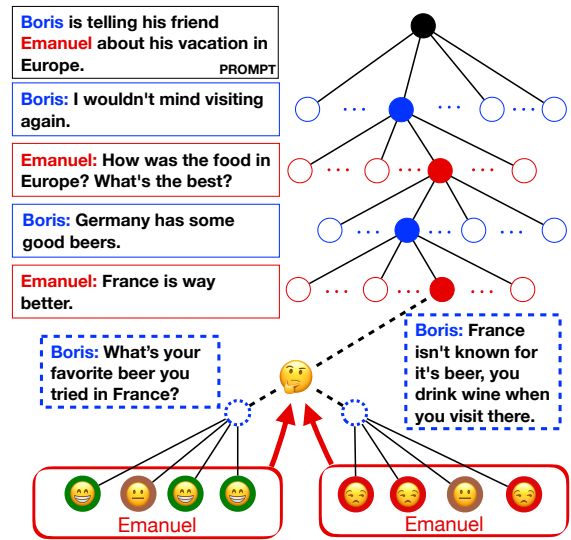 Boris is telling his friend
Emanuel about his vacation in
Europe.
PROMPT
Boris: I wouldn't mind visiting
again.
Emanuel: How was the food in
Europe? What's the best?
Boris: Germany has some
good beers.
Emanuel: France is way
better.
Boris: What's your
favorite beer you
tried in France?
Boris: France
isn't known for
it's beer, you
drink wine when
you visit there.
Emanuel
Emanuel